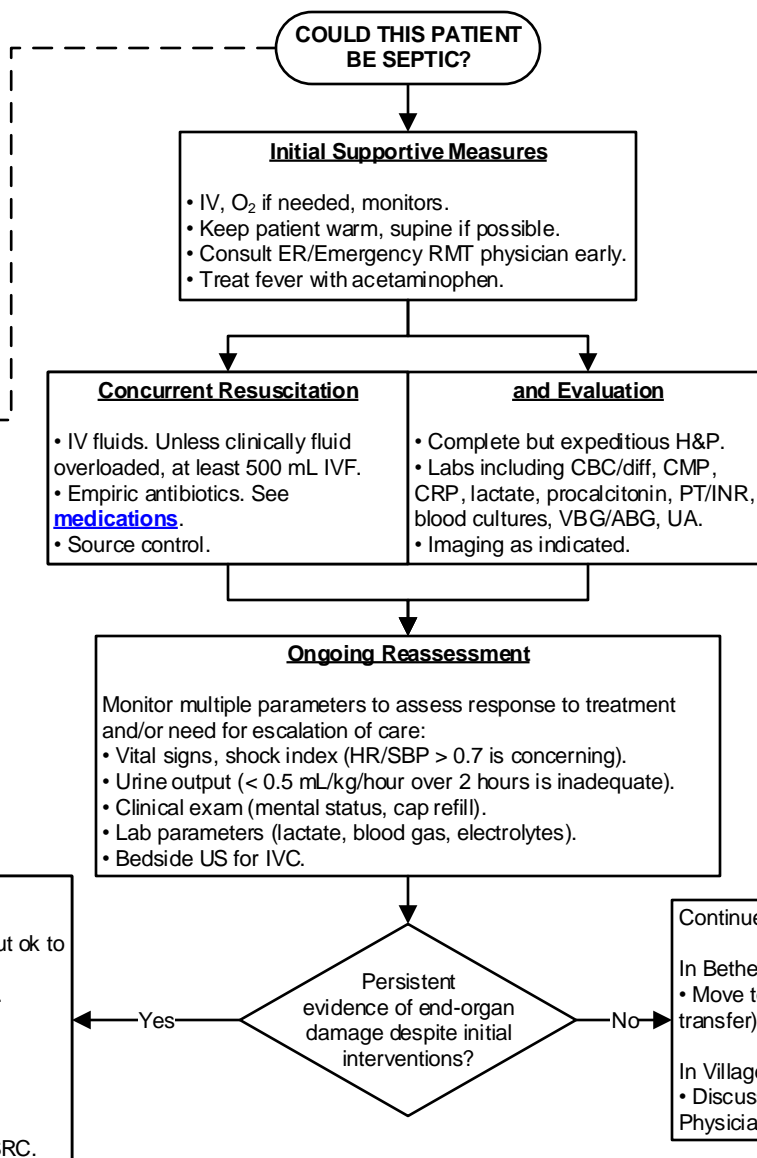 COULD THIS PATIENT
BE SEPTIC?
Initial Supportive Measures
• IV, O₂ if needed, monitors.
• Keep patient warm, supine if possible.
• Consult ER/Emergency RMT physician early.
• Treat fever with acetaminophen.
Concurrent Resuscitation
• IV fluids. Unless clinically fluid
overloaded, at least 500 mL IVF.
• Empiric antibiotics. See
medications.
• Source control.
and Evaluation
• Complete but expeditious H&P.
• Labs including CBC/diff, CMP,
CRP, lactate, procalcitonin, PT/INR,
blood cultures, VBG/ABG, UA.
• Imaging as indicated.
Ongoing Reassessment
Monitor multiple parameters to assess response to treatment
and/or need for escalation of care:
• Vital signs, shock index (HR/SBP > 0.7 is concerning).
• Urine output (< 0.5 mL/kg/hour over 2 hours is inadequate).
• Clinical exam (mental status, cap refill).
• Lab parameters (lactate, blood gas, electrolytes).
• Bedside US for IVC.
Persistent
evidence of end-organ
damage despite initial
interventions?
Yes
No
ok to
Continue
In Bethe
• Move t
transfer)
In Village
• Discus
Physicia